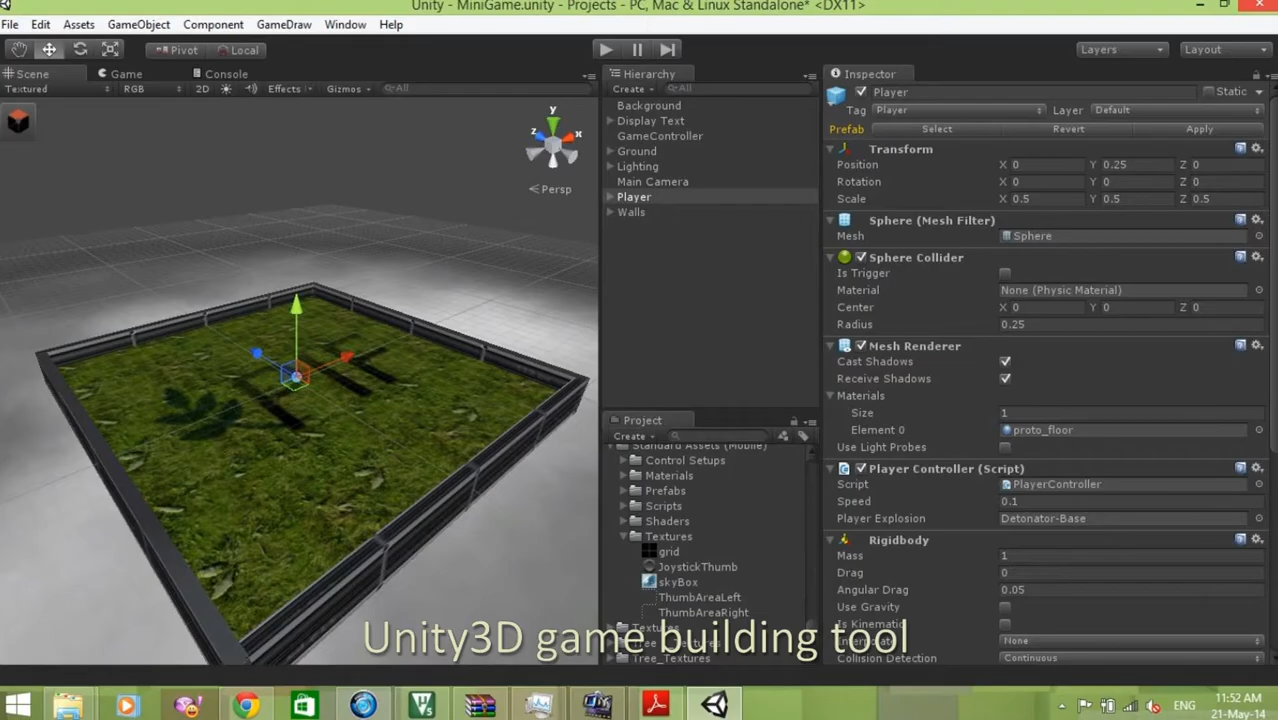 Unity - MiniGame.unity - Projects - PC, Mac & Linux Standalone* <DX11>
File Edit Assets GameObject Component GameDraw Window Help
Pivot Local Layers Layout
Scene Game Console Hierarchy Inspector
Textured RGB 2D Effects Gizmos All Create All
Player Static
Tag Player Layer Default
Prefab Select Revert Apply
Background
Display Text
GameController
Ground
Lighting
Main Camera
Player
Walls
y
z
x
Persp
Transform
Position X 0 Y 0.25 Z 0
Rotation X 0 Y 0 Z 0
Scale X 0.5 Y 0.5 Z 0.5
Sphere (Mesh Filter)
Mesh Sphere
Sphere Collider
Is Trigger
Material None (Physic Material)
Center X 0 Y 0 Z 0
Radius 0.25
Mesh Renderer
Cast Shadows
Receive Shadows
Materials
Size 1
Element 0 proto_floor
Use Light Probes
Player Controller (Script)
Script PlayerController
Speed 0.1
Player Explosion Detonator-Base
Rigidbody
Mass 1
Drag 0
Angular Drag 0.05
Use Gravity
Is Kinematic
Interpolate None
Collision Detection Continuous
Project
Create
Standard Assets (Mobile)
Control Setups
Materials
Prefabs
Scripts
Shaders
Textures
grid
JoystickThumb
skyBox
ThumbAreaLeft
ThumbAreaRight
Textures
Tree_Textures
Unity3D game building tool
ENG
11:52 AM
21-May-14